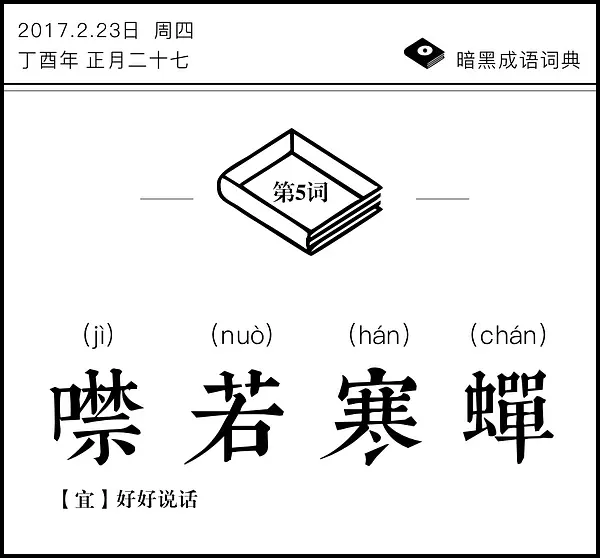 2017.2.23日 周四
丁酉年 正月二十七
暗黑成语词典
第5词
(jì) (nuò) (hán) (chán)
噤若寒蟬
【宜】好好说话